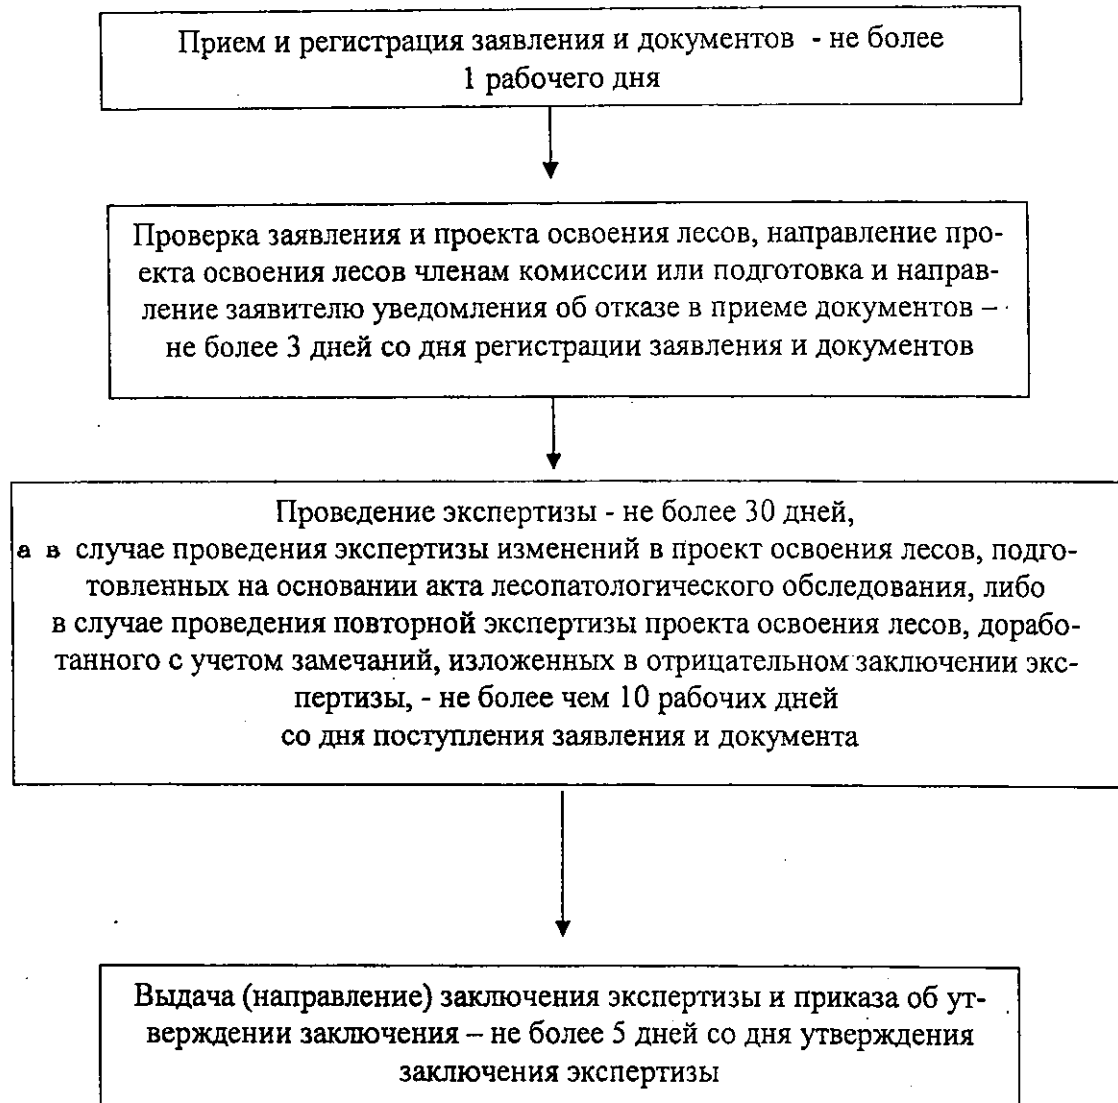 Прием и регистрация заявления и документов - не более
1 рабочего дня
Проверка заявления и проекта освоения лесов, направление про-
екта освоения лесов членам комиссии или подготовка и направ-
ление заявителю уведомления об отказе в приеме документов –
не более 3 дней со дня регистрации заявления и документов
Проведение экспертизы - не более 30 дней,
а в случае проведения экспертизы изменений в проект освоения лесов, подго-
товленных на основании акта лесопатологического обследования, либо
в случае проведения повторной экспертизы проекта освоения лесов, дорабо-
танного с учетом замечаний, изложенных в отрицательном заключении экс-
пертизы, - не более чем 10 рабочих дней
со дня поступления заявления и документа
Выдача (направление) заключения экспертизы и приказа об ут-
верждении заключения – не более 5 дней со дня утверждения
заключения экспертизы